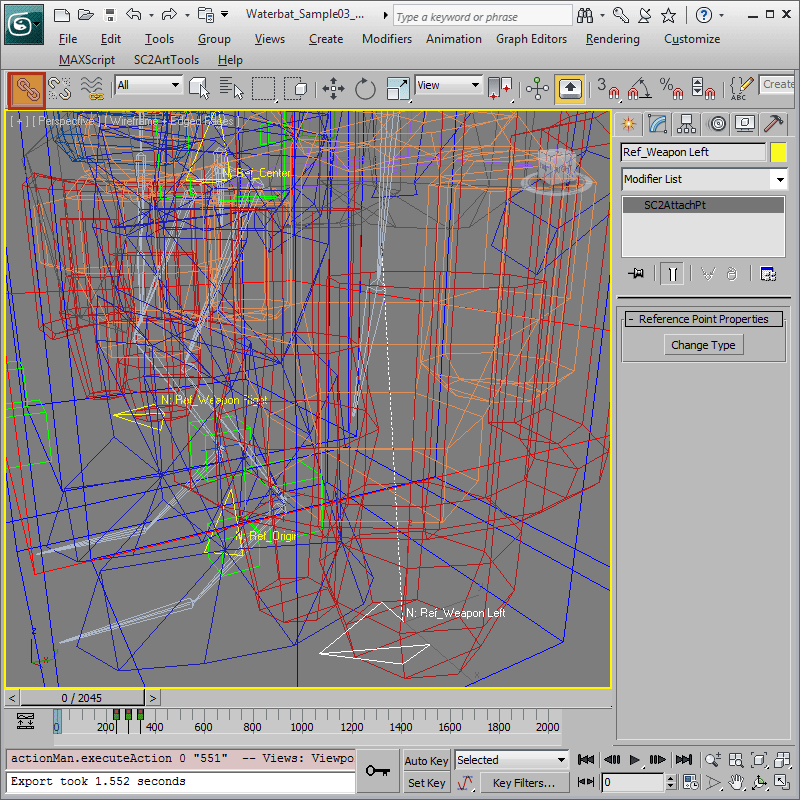 Waterbat_Sample03_...
Type a keyword or phrase
File Edit Tools Group Views Create Modifiers Animation Graph Editors Rendering Customize
MAXScript SC2ArtTools Help
All
View
3
ABC
Create
[ + ] [ Perspective ] [ Wireframe + Edged Faces ]
N: Ref_Center
N: Ref_Weapon Right
N: Ref_Origin
N: Ref_Weapon Left
z
x
Ref_Weapon Left
Modifier List
SC2AttachPt
- Reference Point Properties
Change Type
< 0 / 2045 >
0 200 400 600 800 1000 1200 1400 1600 1800 2000
actionMan.executeAction 0 "551" -- Views: Viewpo
Export took 1.552 seconds
Auto Key Selected
Set Key Key Filters...
0